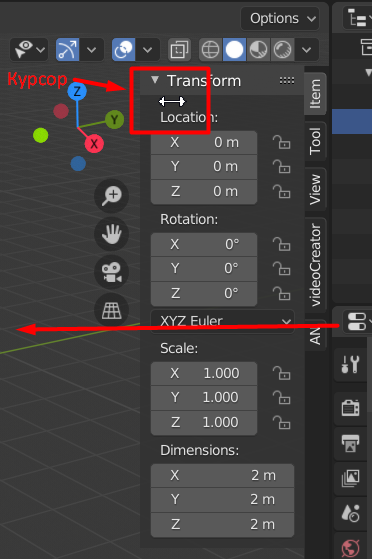 Options
Курсор
Transform
Z
Y
X
Location:
X 0 m
Y 0 m
Z 0 m
Rotation:
X 0°
Y 0°
Z 0°
XYZ Euler
Scale:
X 1.000
Y 1.000
Z 1.000
Dimensions:
X 2 m
Y 2 m
Z 2 m
Item
Tool
View
videoCreator
AN